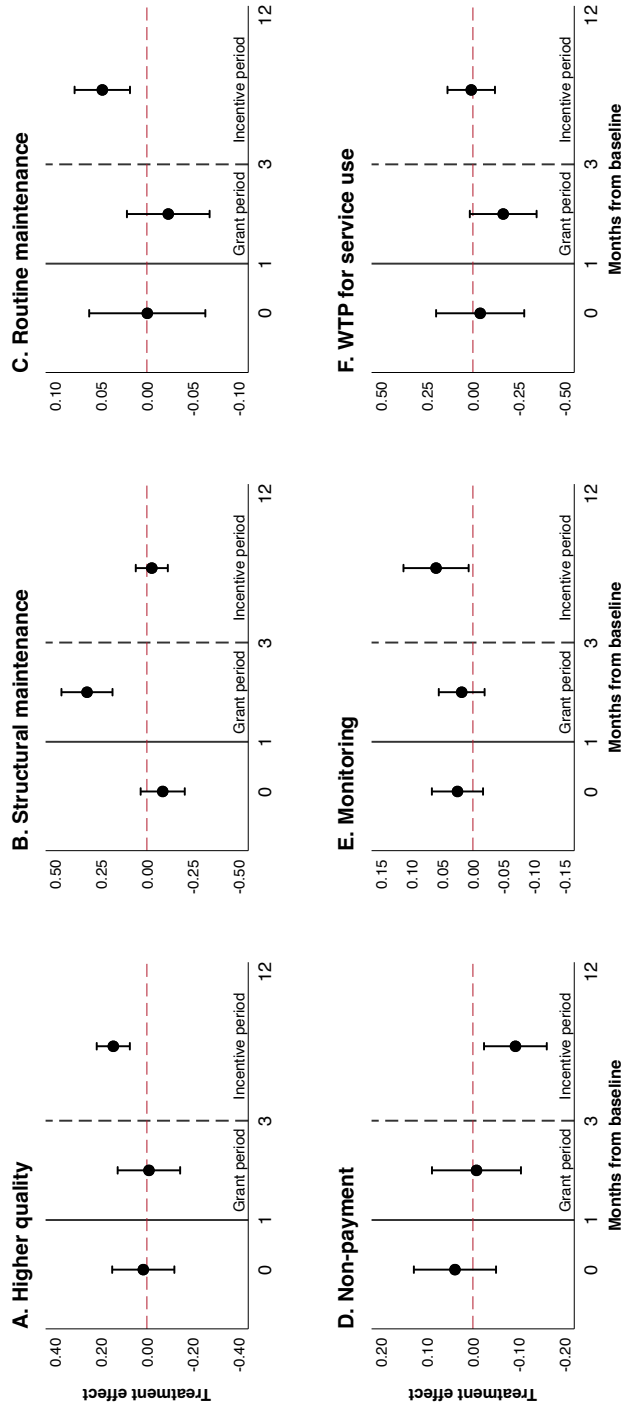 A. Higher quality
Treatment effect
0.40
0.20
0.00
-0.20
-0.40
Grant period
Incentive period
0
1
3
12
B. Structural maintenance
0.50
0.25
0.00
-0.25
-0.50
Grant period
Incentive period
0
1
3
12
C. Routine maintenance
0.10
0.05
0.00
-0.05
-0.10
Grant period
Incentive period
0
1
3
12
D. Non-payment
Treatment effect
0.20
0.10
0.00
-0.10
-0.20
Grant period
Incentive period
0
1
3
12
Months from baseline
E. Monitoring
0.15
0.10
0.05
0.00
-0.05
-0.10
-0.15
Grant period
Incentive period
0
1
3
12
Months from baseline
F. WTP for service use
0.50
0.25
0.00
-0.25
-0.50
Grant period
Incentive period
0
1
3
12
Months from baseline